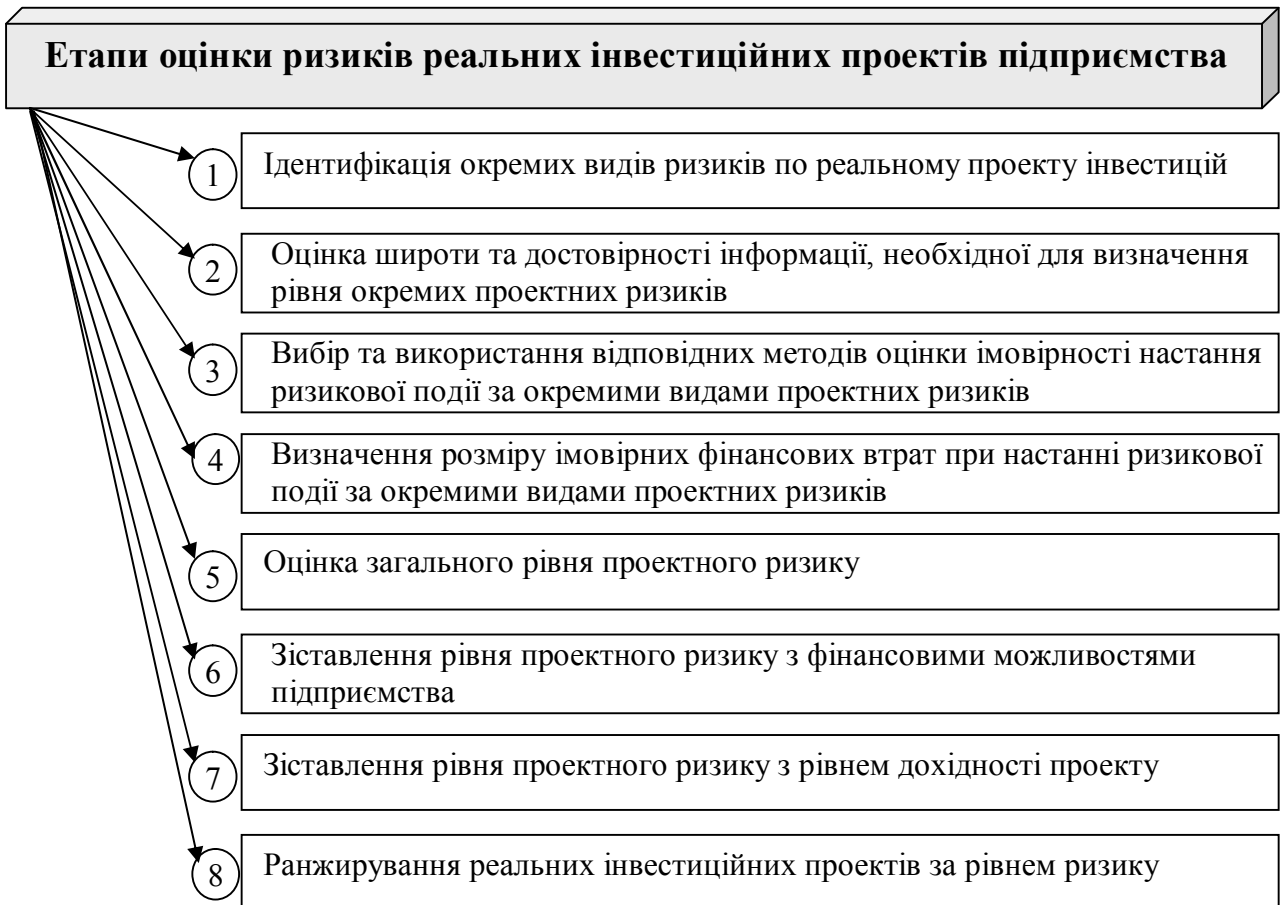 Етапи оцінки ризиків реальних інвестиційних проектів підприємства
1
Ідентифікація окремих видів ризиків по реальному проекту інвестицій
2
Оцінка широти та достовірності інформації, необхідної для визначення
рівня окремих проектних ризиків
3
Вибір та використання відповідних методів оцінки імовірності настання
ризикової події за окремими видами проектних ризиків
4
Визначення розміру імовірних фінансових втрат при настанні ризикової
події за окремими видами проектних ризиків
5
Оцінка загального рівня проектного ризику
6
Зіставлення рівня проектного ризику з фінансовими можливостями
підприємства
7
Зіставлення рівня проектного ризику з рівнем дохідності проекту
8
Ранжирування реальних інвестиційних проектів за рівнем ризику